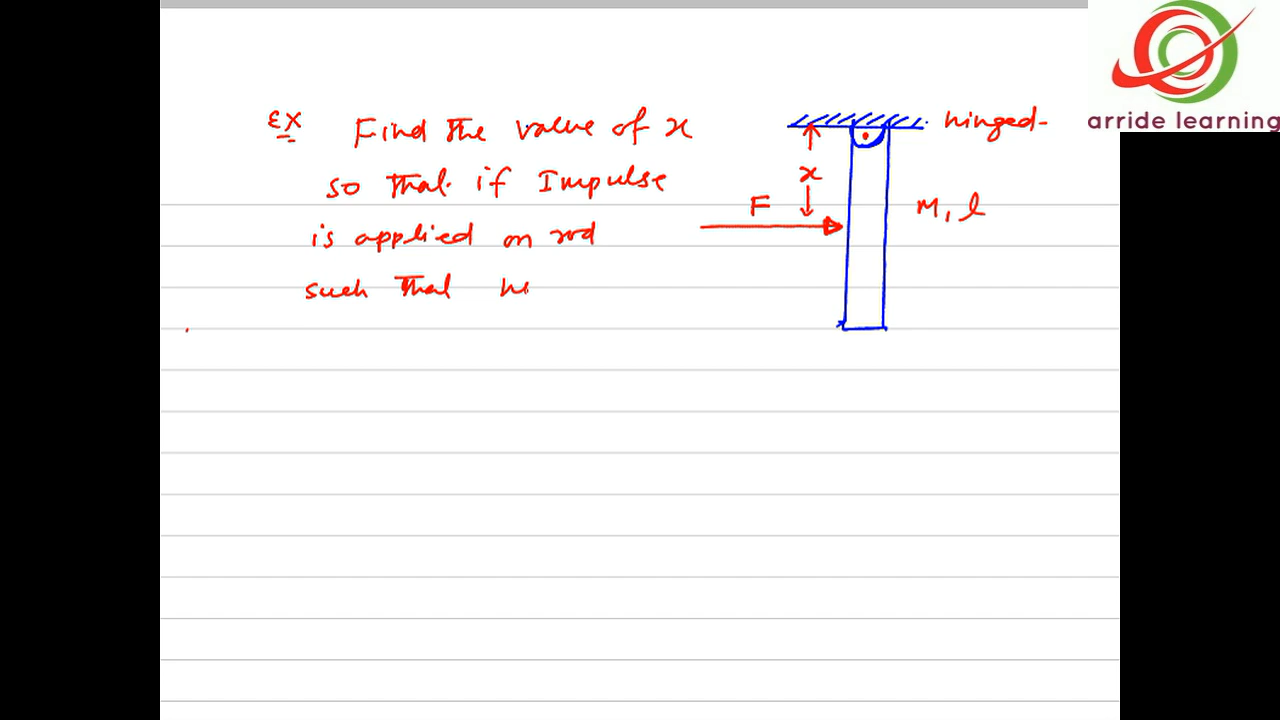 Ex Find the value of x
so that if Impulse
is applied on rod
such that
hinged
x
F
M, l
arride learning